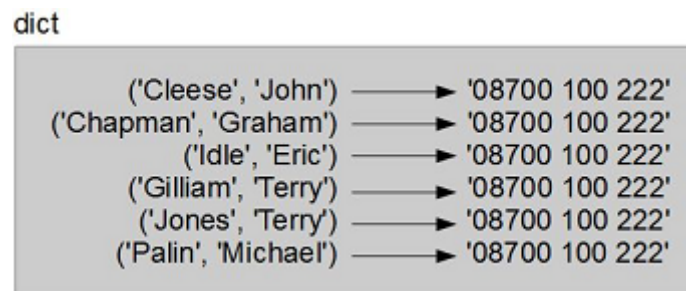 dict
('Cleese', 'John') '08700 100 222'
('Chapman', 'Graham') '08700 100 222'
('Idle', 'Eric') '08700 100 222'
('Gilliam', 'Terry') '08700 100 222'
('Jones', 'Terry') '08700 100 222'
('Palin', 'Michael') '08700 100 222'